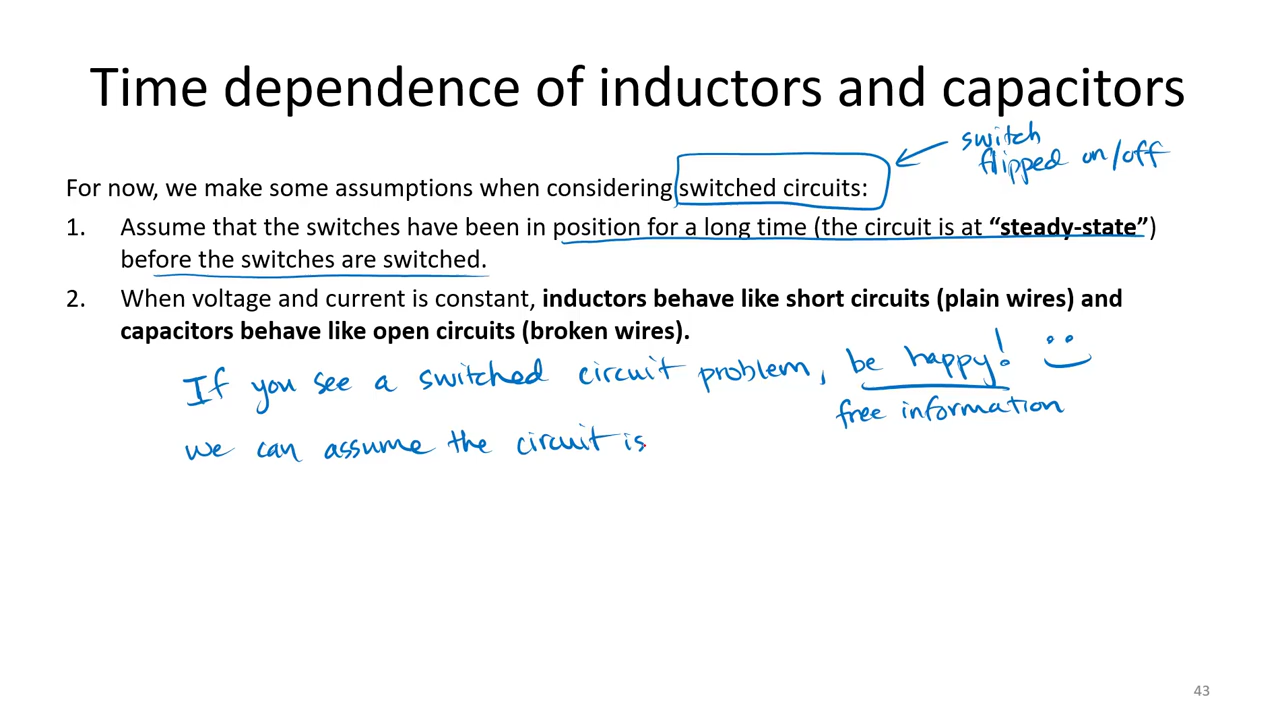 Time dependence of inductors and capacitors
switch
flipped on/off
For now, we make some assumptions when considering switched circuits:
1. Assume that the switches have been in position for a long time (the circuit is at “steady-state”)
before the switches are switched.
2. When voltage and current is constant, inductors behave like short circuits (plain wires) and
capacitors behave like open circuits (broken wires).
If you see a switched circuit problem, be happy!
free information
we can assume the circuit is
43